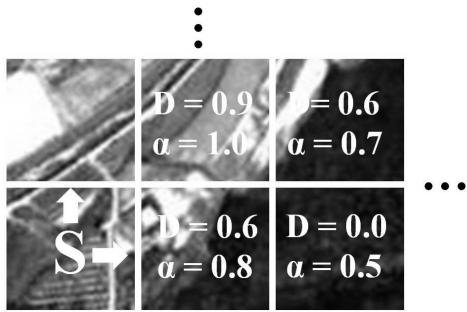 D = 0.9
α = 1.0
D = 0.6
α = 0.7
S
D = 0.6
α = 0.8
D = 0.0
α = 0.5